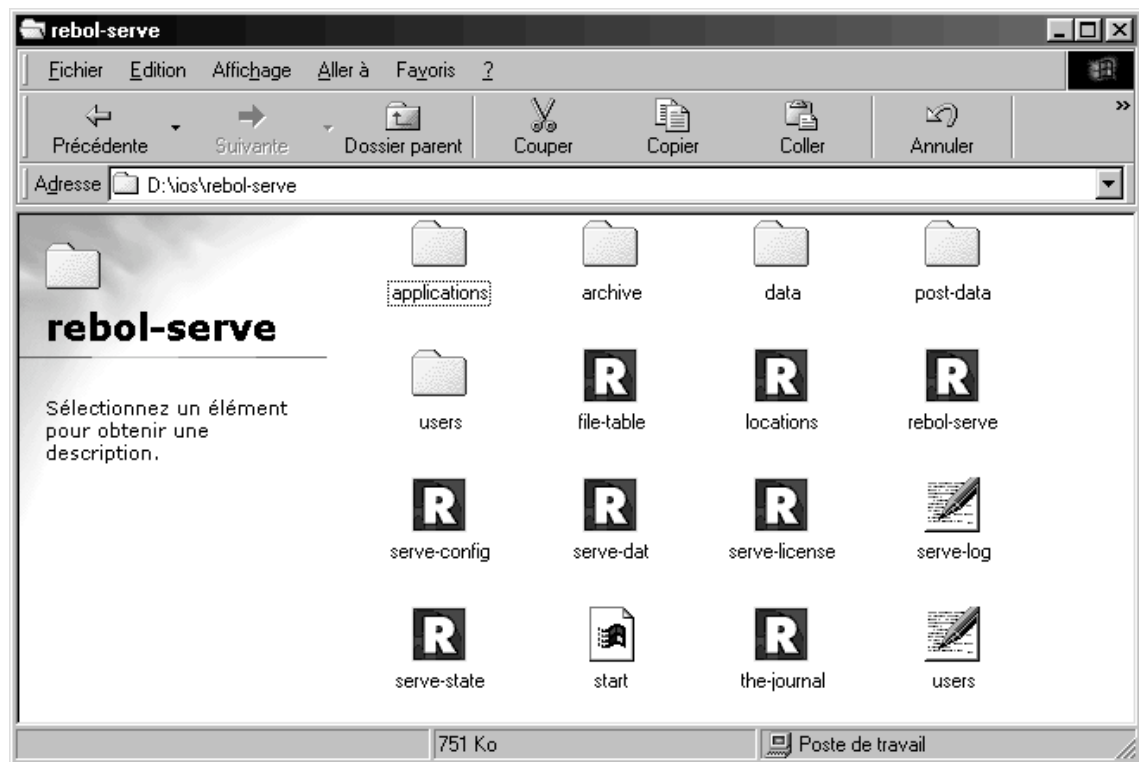 rebol-serve
Fichier Edition Affichage Aller à Favoris ?
Précédente Suivante Dossier parent Couper Copier Coller Annuler »
Adresse D:\ios\rebol-serve
rebol-serve
Sélectionnez un élément
pour obtenir une
description.
applications archive data post-data
users file-table locations rebol-serve
serve-config serve-dat serve-license serve-log
serve-state start the-journal users
751 Ko Poste de travail